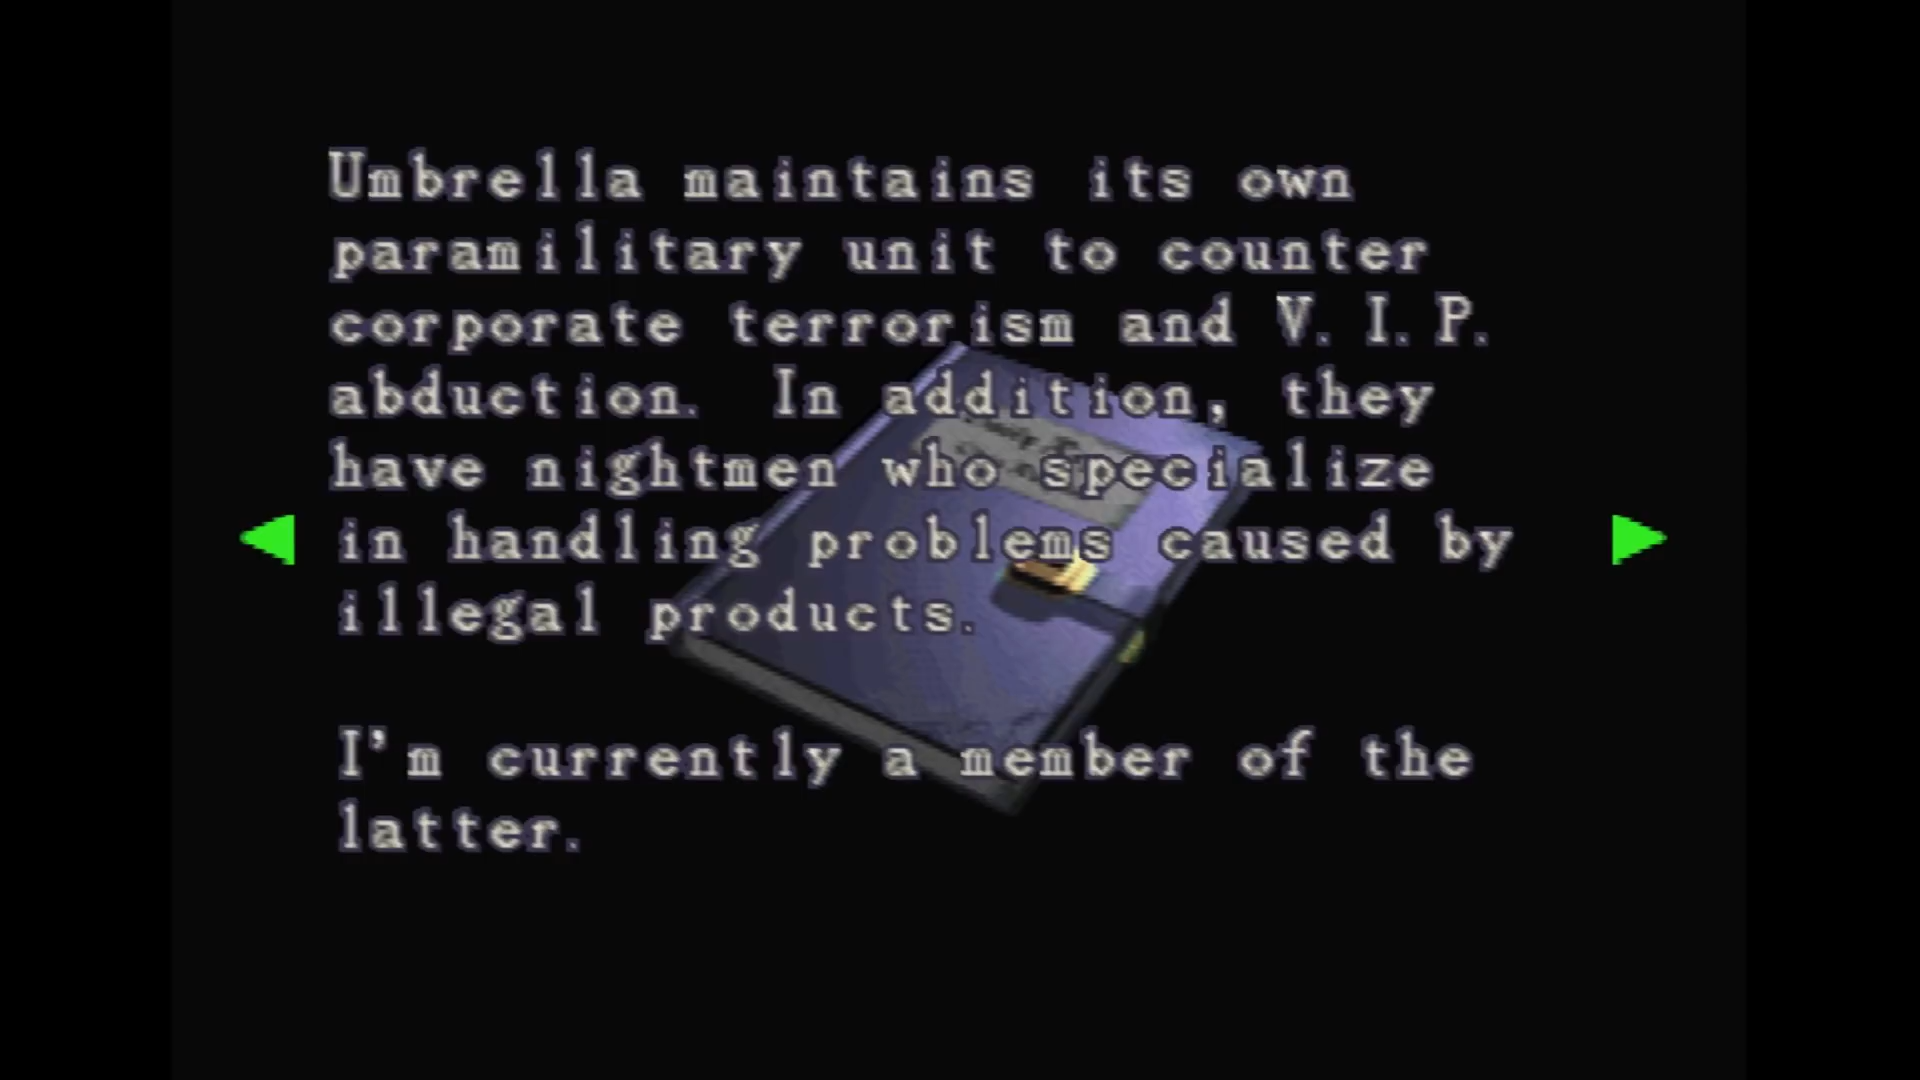 Umbrella maintains its own
paramilitary unit to counter
corporate terrorism and V.I.P.
abduction. In addition, they
have nightmen who specialize
in handling problems caused by
illegal products.
I'm currently a member of the
latter.